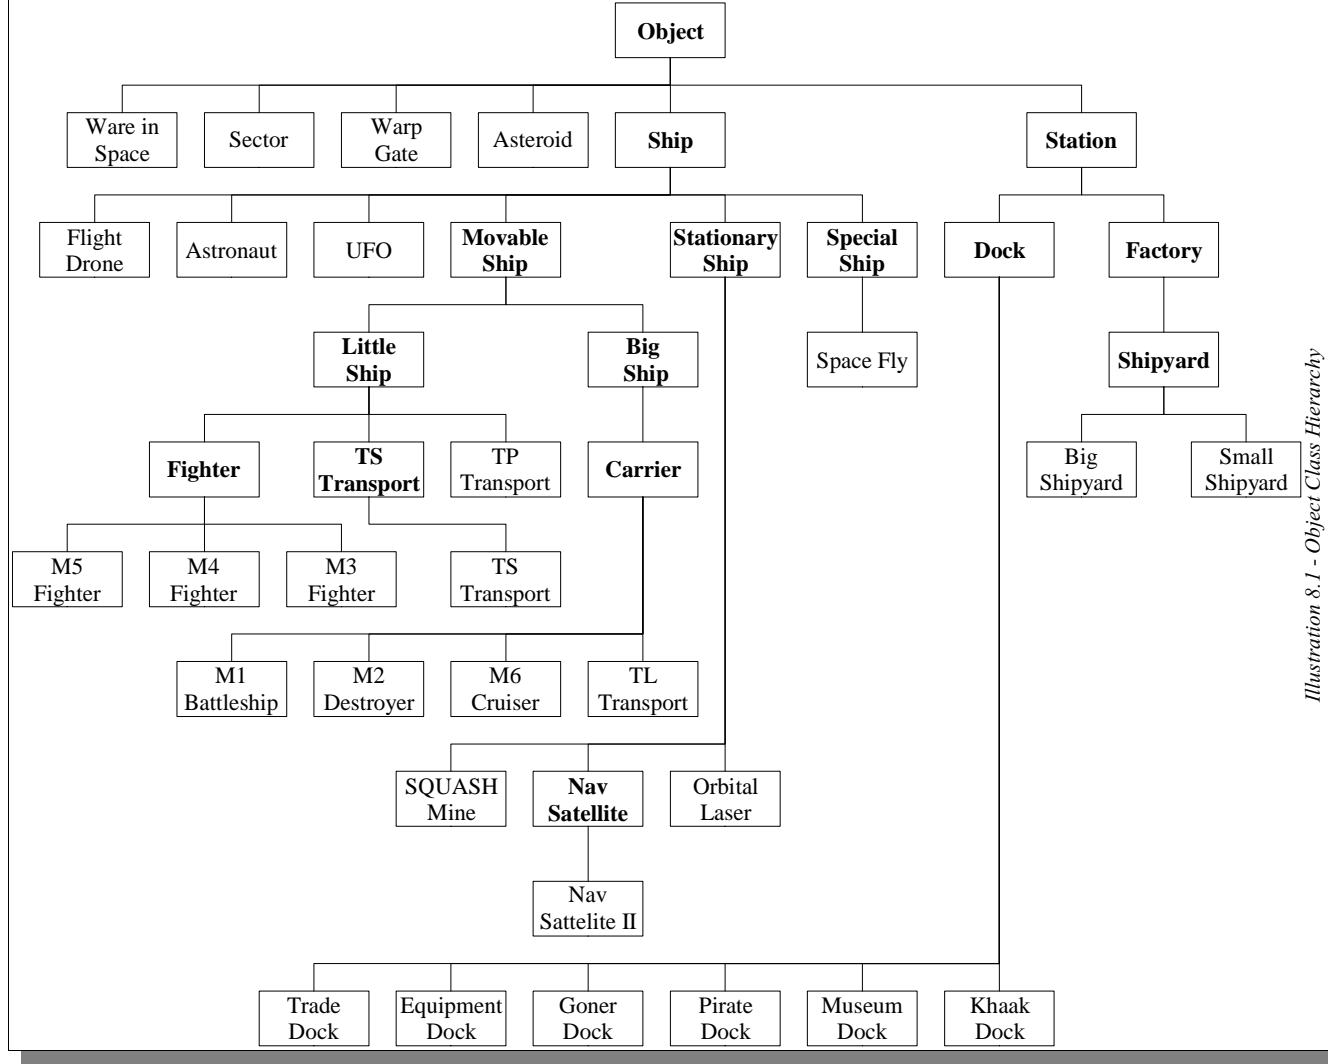 Object
Ware in
Space
Sector
Warp
Gate
Asteroid
Ship
Station
Flight
Drone
Astronaut
UFO
Movable
Ship
Stationary
Ship
Special
Ship
Dock
Factory
Little
Ship
Big
Ship
Space Fly
Shipyard
Fighter
TS
Transport
TP
Transport
Carrier
Big
Shipyard
Small
Shipyard
M5
Fighter
M4
Fighter
M3
Fighter
TS
Transport
M1
Battleship
M2
Destroyer
M6
Cruiser
TL
Transport
SQUASH
Mine
Nav
Satellite
Orbital
Laser
Nav
Sattelite II
Trade
Dock
Equipment
Dock
Goner
Dock
Pirate
Dock
Museum
Dock
Khaak
Dock
Illustration 8.1 - Object Class Hierarchy